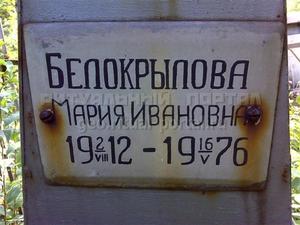 БЕЛОКРЫЛОВА
МАРИЯ ИВАНОВНА
19 2/VIII 12 – 19 16/V 76